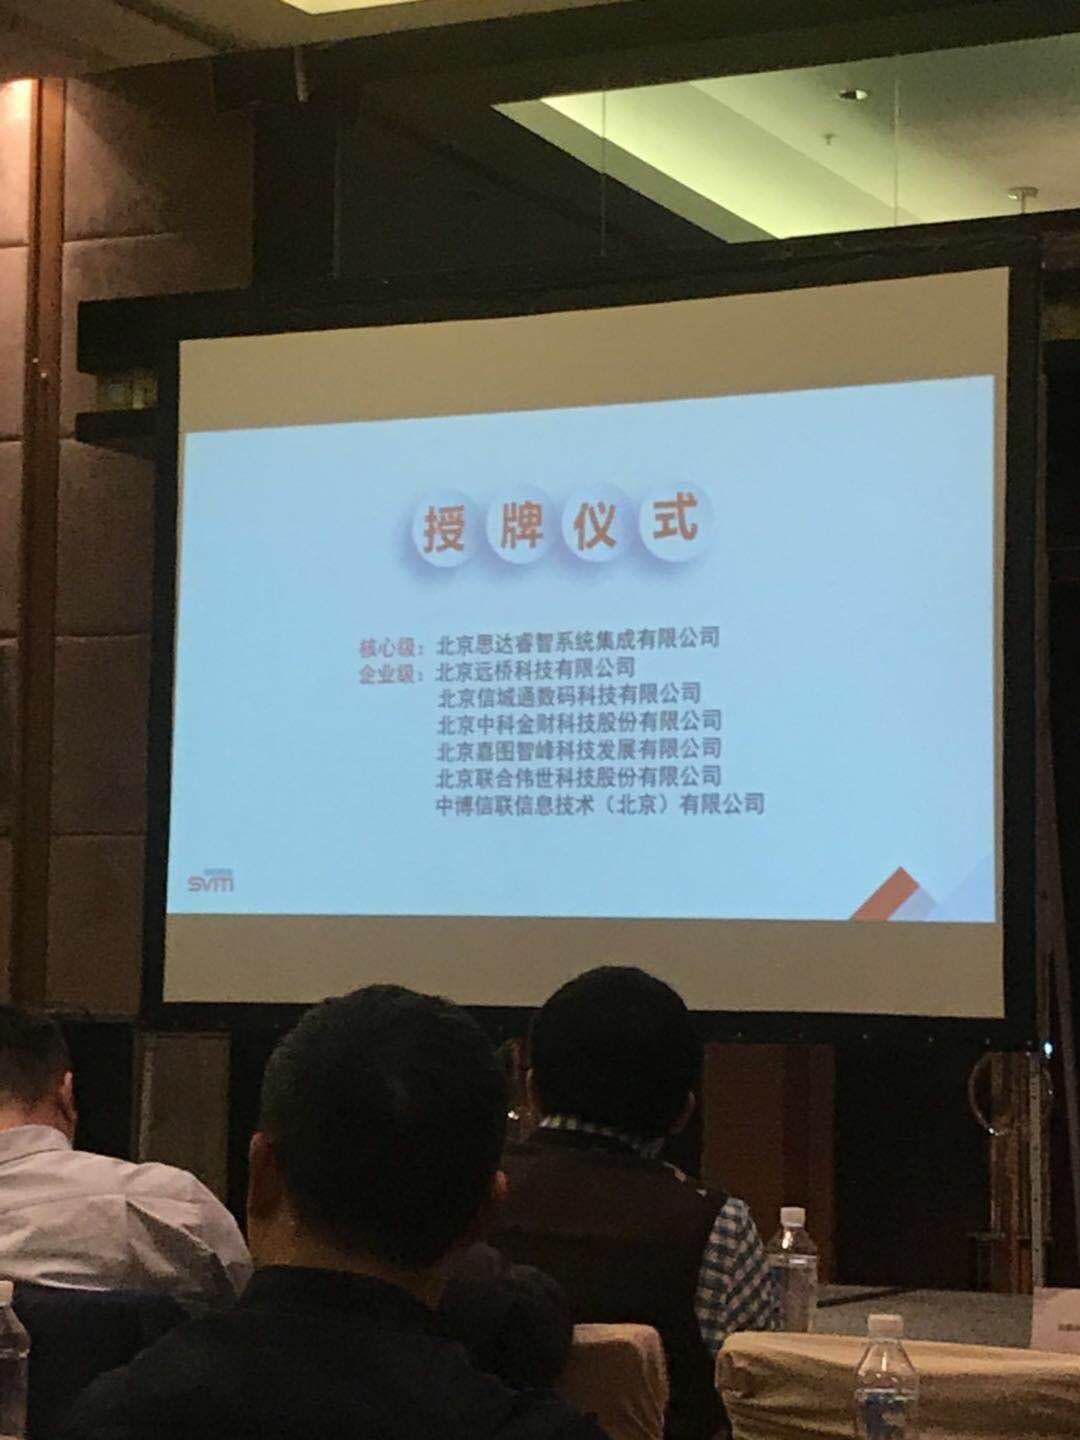 授牌仪式
核心级：北京思达睿智系统集成有限公司
企业级：北京远桥科技有限公司
北京信城通数码科技有限公司
北京中科金财科技股份有限公司
北京嘉图智峰科技发展有限公司
北京联合伟世科技股份有限公司
中博信联信息技术（北京）有限公司
svm